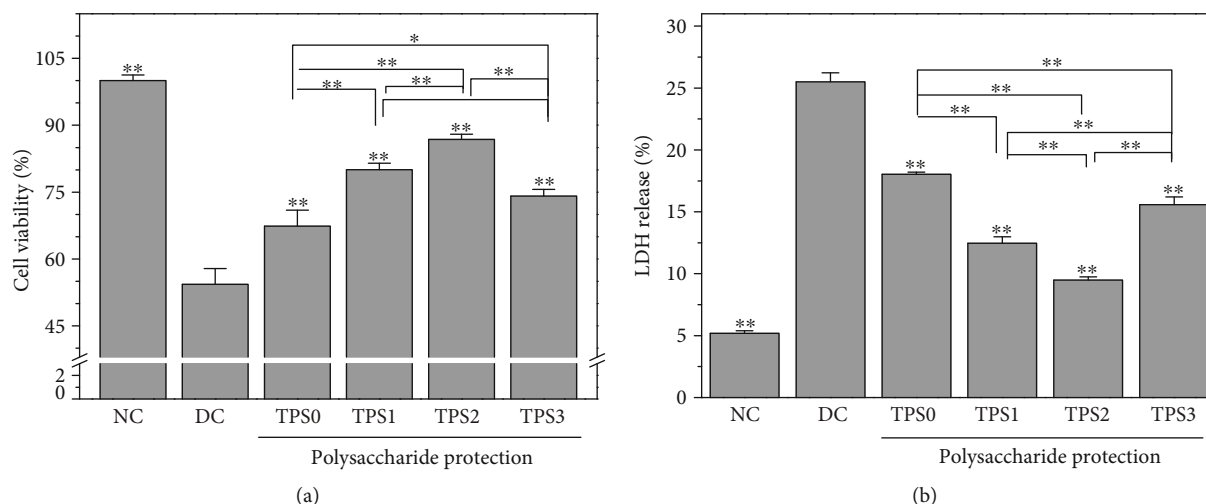 105
90
75
60
45
2
0
Cell viability (%)
**
**
**
**
**
*
**
**
**
**
NC
DC
TPS0
TPS1
TPS2
TPS3
Polysaccharide protection
(a)
30
25
20
15
10
5
0
LDH release (%)
**
**
**
**
**
**
**
**
**
**
**
NC
DC
TPS0
TPS1
TPS2
TPS3
Polysaccharide protection
(b)